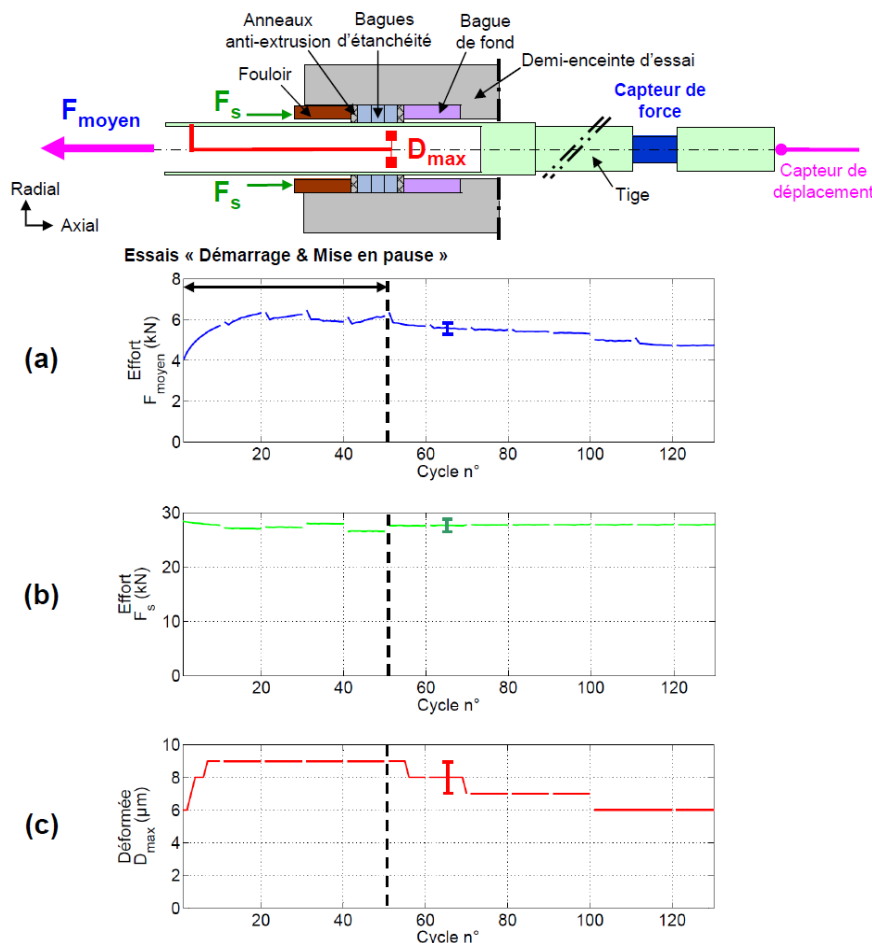 Anneaux
anti-extrusion
Bagues
d'étanchéité
Bague
de fond
Demi-enceinte d'essai
Fouloir
Capteur de
force
F moyen
F s
D max
F s
Tige
Capteur de
déplacement
Radial
Axial
Essais « Démarrage & Mise en pause »
(a)
Effort
F moyen (kN)
8
6
4
2
0
20 40 60 80 100 120
Cycle n°
(b)
Effort
F s (kN)
30
20
10
0
20 40 60 80 100 120
Cycle n°
(c)
Déformée
D max (µm)
10
8
6
4
2
0
20 40 60 80 100 120
Cycle n°